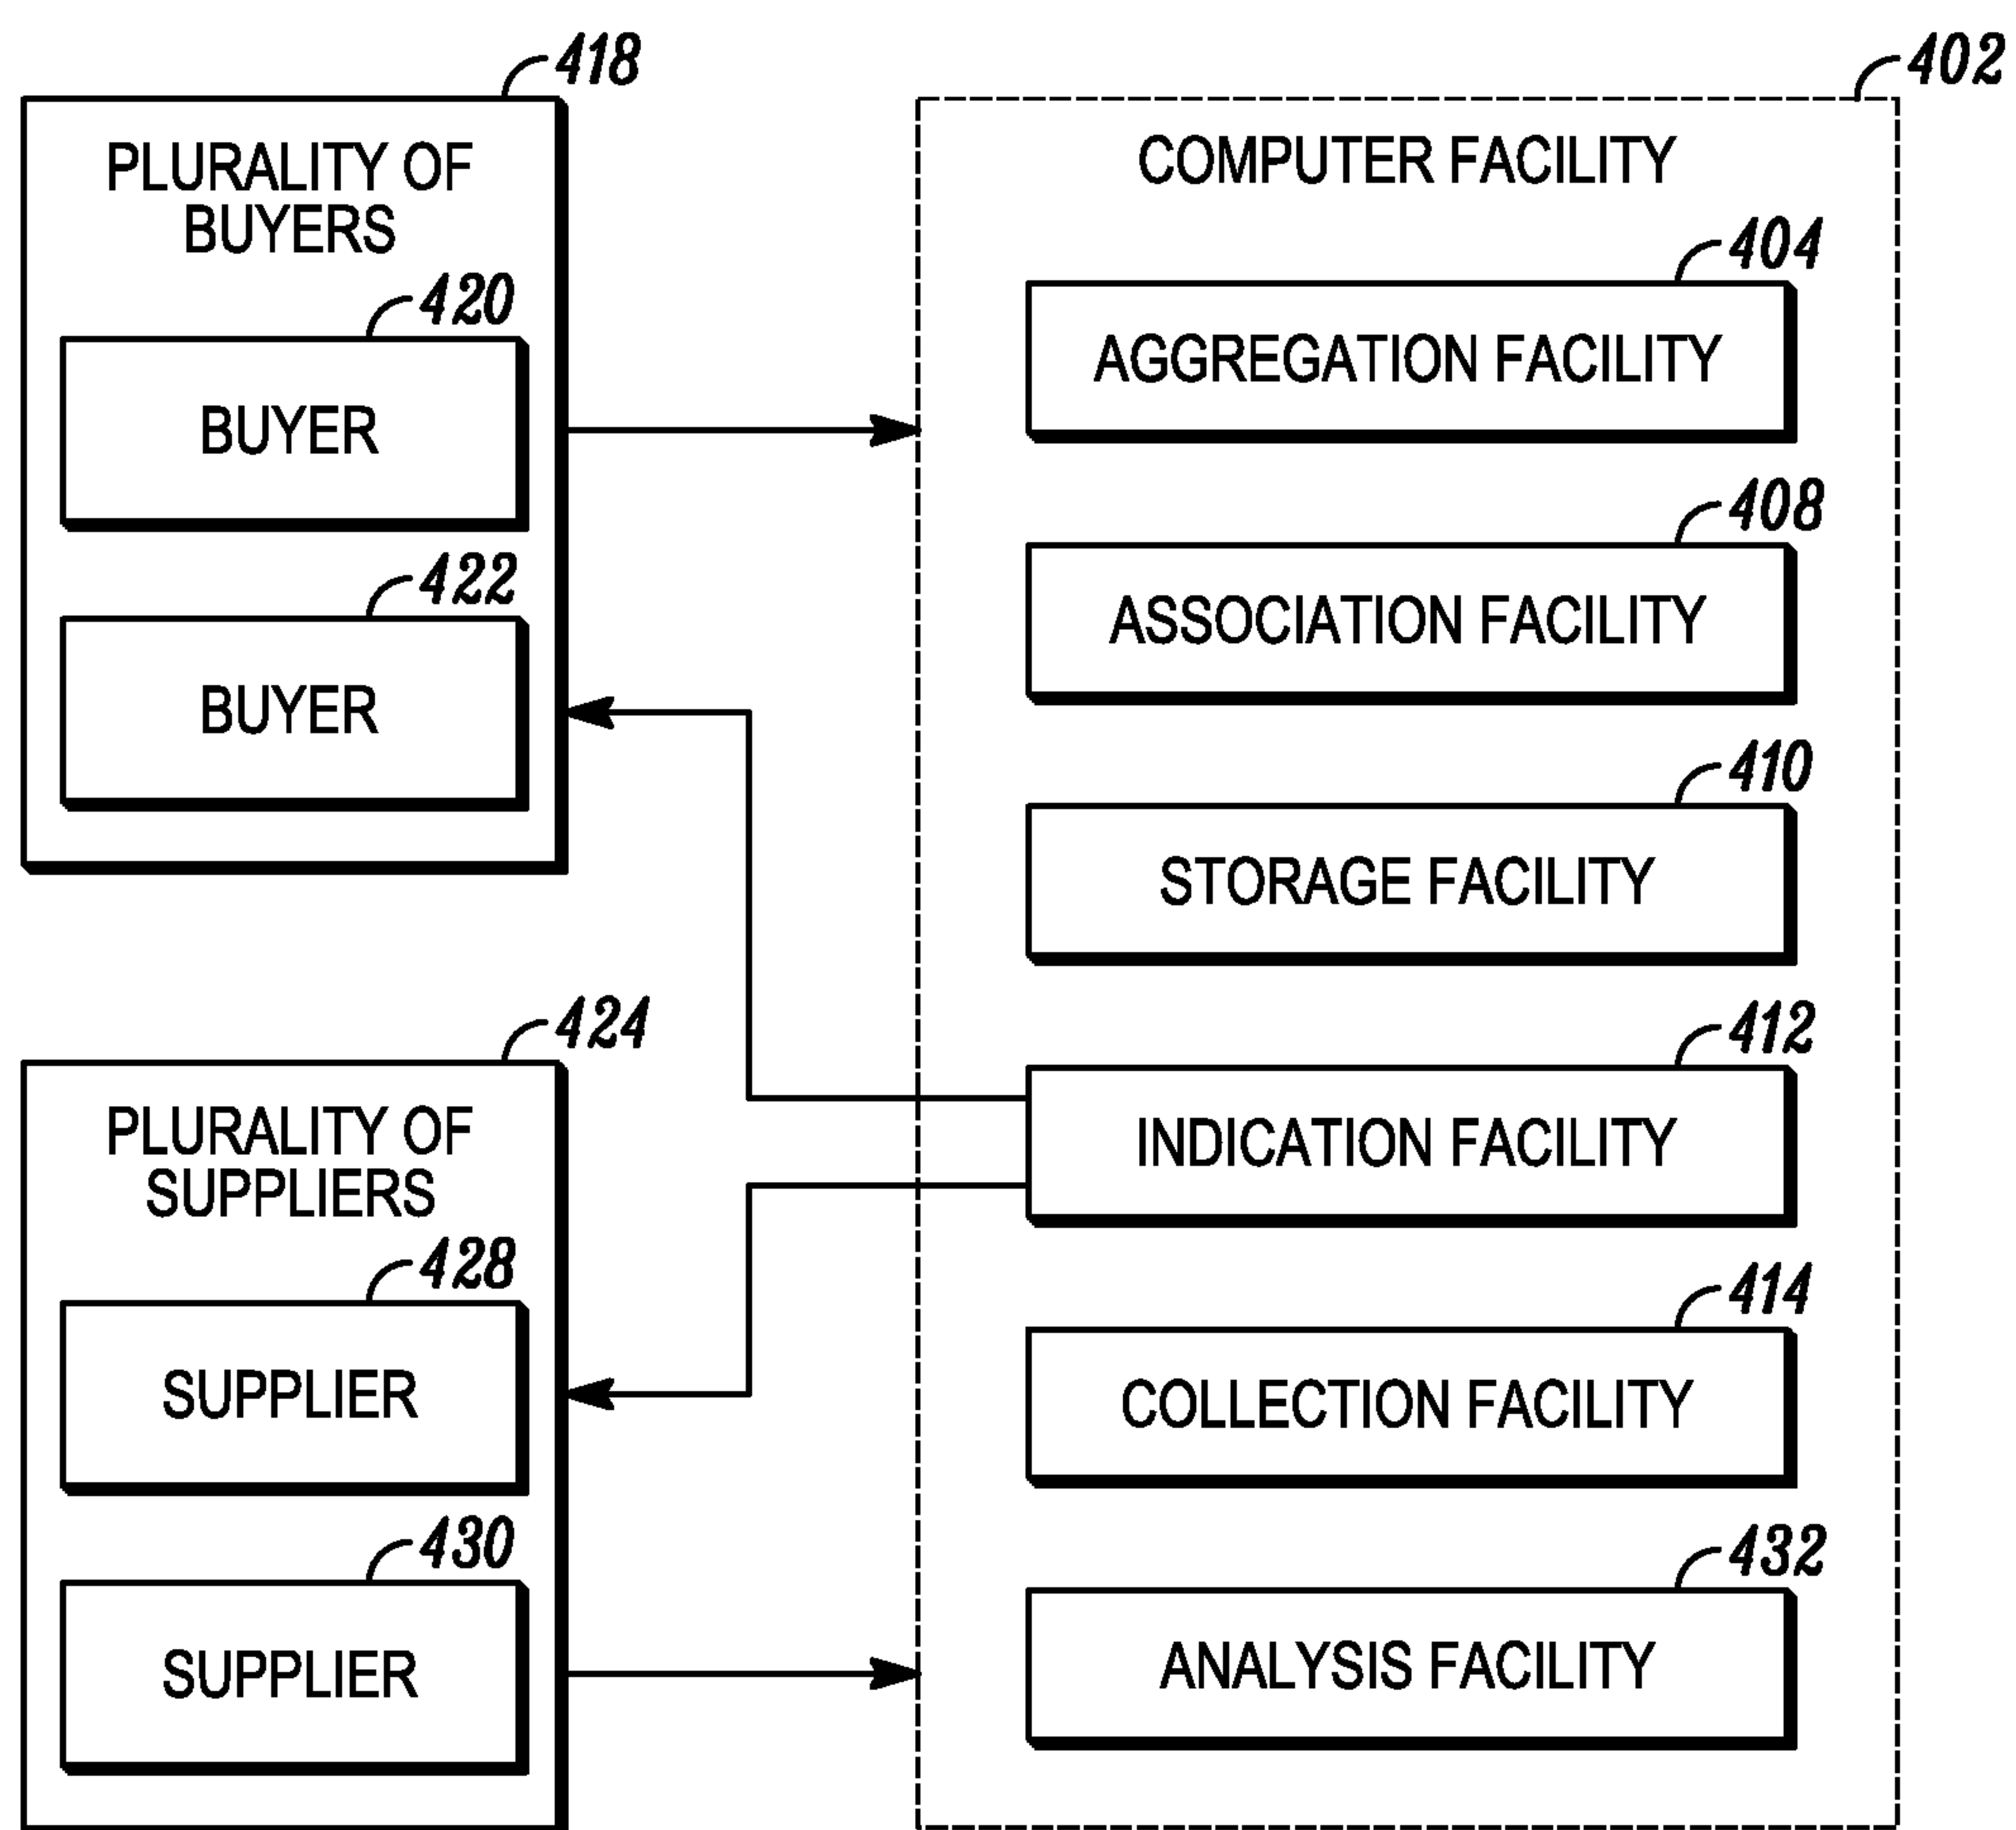 418
PLURALITY OF
BUYERS
420
BUYER
422
BUYER
424
PLURALITY OF
SUPPLIERS
428
SUPPLIER
430
SUPPLIER
402
COMPUTER FACILITY
404
AGGREGATION FACILITY
408
ASSOCIATION FACILITY
410
STORAGE FACILITY
412
INDICATION FACILITY
414
COLLECTION FACILITY
432
ANALYSIS FACILITY